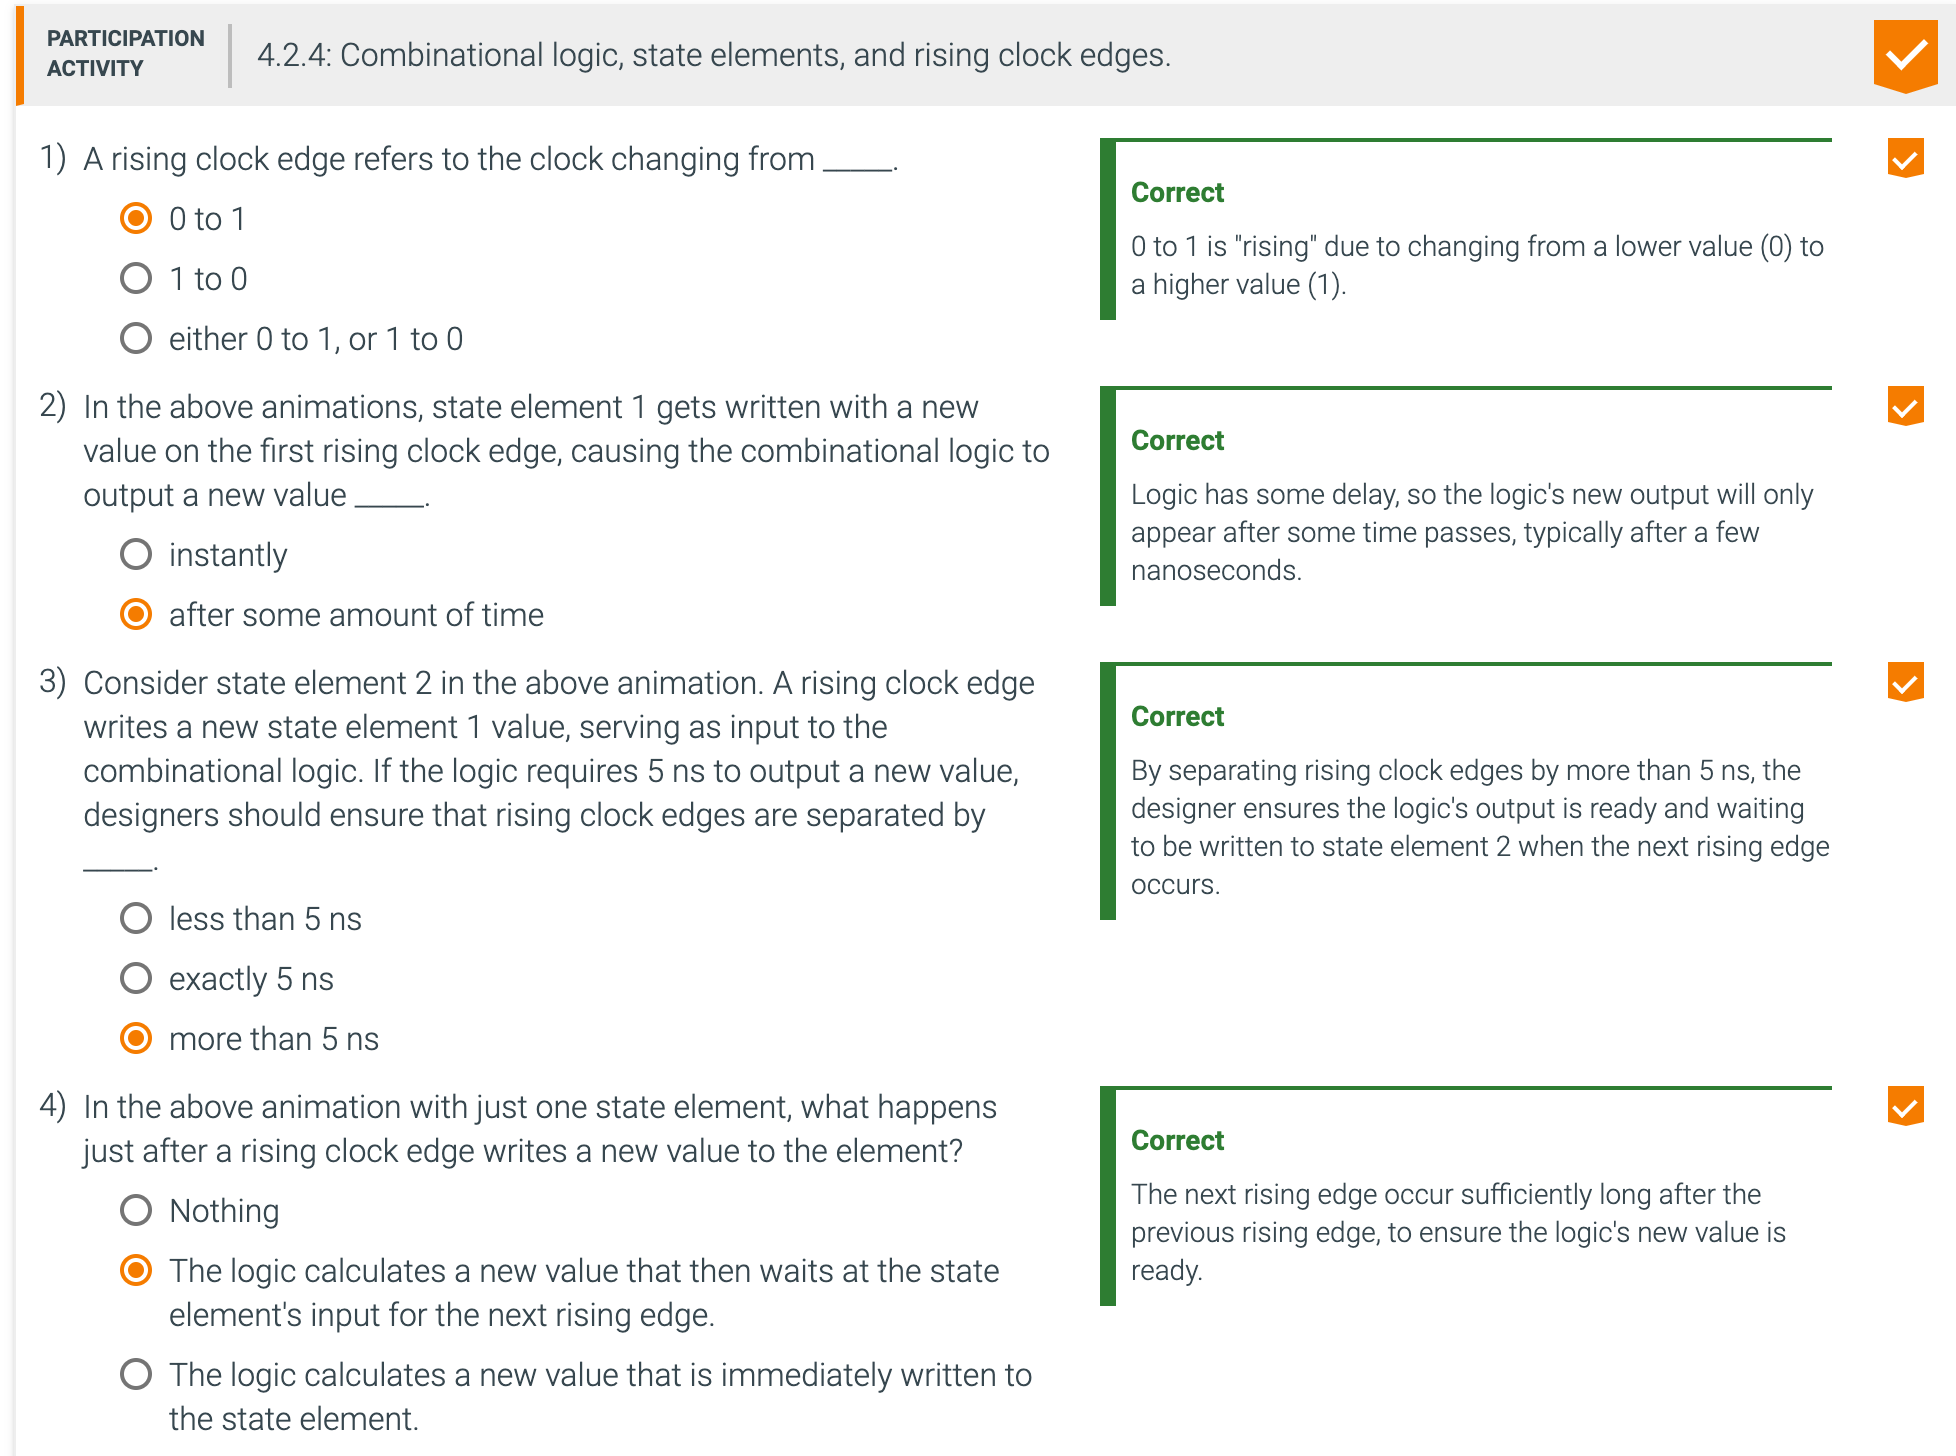 PARTICIPATION
ACTIVITY
4.2.4: Combinational logic, state elements, and rising clock edges.
1) A rising clock edge refers to the clock changing from _____.
0 to 1
1 to 0
either 0 to 1, or 1 to 0
Correct
0 to 1 is "rising" due to changing from a lower value (0) to
a higher value (1).
2) In the above animations, state element 1 gets written with a new
value on the first rising clock edge, causing the combinational logic to
output a new value _____.
instantly
after some amount of time
Correct
Logic has some delay, so the logic's new output will only
appear after some time passes, typically after a few
nanoseconds.
3) Consider state element 2 in the above animation. A rising clock edge
writes a new state element 1 value, serving as input to the
combinational logic. If the logic requires 5 ns to output a new value,
designers should ensure that rising clock edges are separated by
_____.
less than 5 ns
exactly 5 ns
more than 5 ns
Correct
By separating rising clock edges by more than 5 ns, the
designer ensures the logic's output is ready and waiting
to be written to state element 2 when the next rising edge
occurs.
4) In the above animation with just one state element, what happens
just after a rising clock edge writes a new value to the element?
Nothing
The logic calculates a new value that then waits at the state
element's input for the next rising edge.
The logic calculates a new value that is immediately written to
the state element.
Correct
The next rising edge occur sufficiently long after the
previous rising edge, to ensure the logic's new value is
ready.